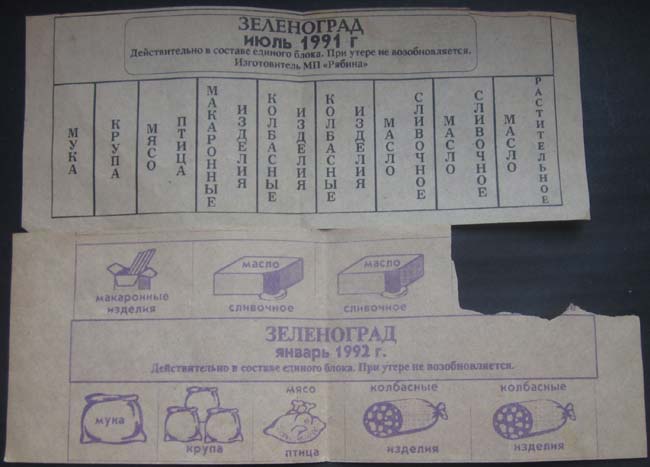 ЗЕЛЕНОГРАД
ИЮЛЬ 1991 г
Действительно в составе единого блока. При утере не возобновляется.
Изготовитель МП «Рябина»
МУКА
КРУПА
МЯСО
ПТИЦА
МАКАРОННЫЕ
ИЗДЕЛИЯ
КОЛБАСНЫЕ
ИЗДЕЛИЯ
КОЛБАСНЫЕ
ИЗДЕЛИЯ
МАСЛО
СЛИВОЧНОЕ
МАСЛО
СЛИВОЧНОЕ
МАСЛО
РАСТИТЕЛЬНОЕ
макаронные
изделия
масло
сливочное
масло
сливочное
ЗЕЛЕНОГРАД
январь 1992 г.
Действительно в составе единого блока. При утере не возобновляется.
мука
крупа
мясо
птица
колбасные
изделия
колбасные
изделия